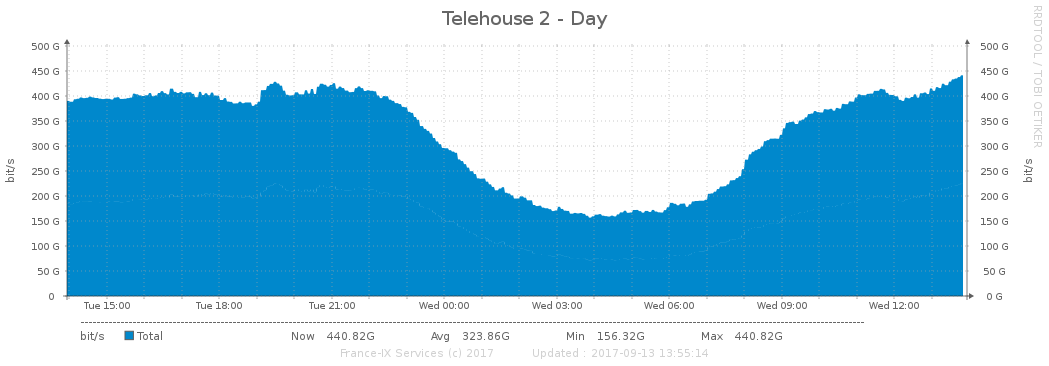 Telehouse 2 - Day
RRDTOOL / TOBI OETIKER
500 G 500 G
450 G 450 G
400 G 400 G
350 G 350 G
300 G 300 G
250 G 250 G
200 G 200 G
150 G 150 G
100 G 100 G
50 G 50 G
0 0 G
bit/s bit/s
Tue 15:00 Tue 18:00 Tue 21:00 Wed 00:00 Wed 03:00 Wed 06:00 Wed 09:00 Wed 12:00
bit/s Total Now 440.82G Avg 323.86G Min 156.32G Max 440.82G
France-IX Services (c) 2017 Updated : 2017-09-13 13:55:14